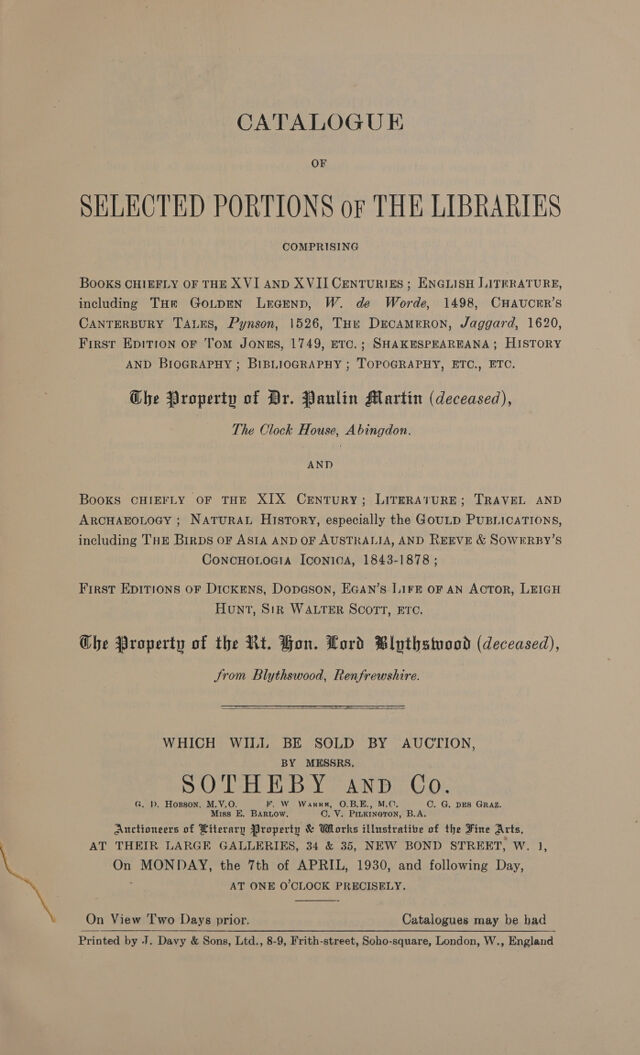 CATALOGUE
OF
SELECTED PORTIONS OF THE LIBRARIES
COMPRISING
BOOKS CHIEFLY OF THE XVI AND XVII CENTURIES; ENGLISH LITERATURE,
including THE GOLDEN LEGEND, W. de Worde, 1498, CHAUCER'S
CANTERBURY TALES, Pynson, 1526, THE DECAMERON, Jaggard, 1620,
FIRST EDITION OF TOM JONES, 1749, ETC.; SHAKESPEAREANA; HISTORY
AND BIOGRAPHY; BIBLIOGRAPHY; TOPOGRAPHY, ETC., ETC.
The Property of Dr. Paulin Martin (deceased),
The Clock House, Abingdon.
AND
BOOKS CHIEFLY OF THE XIX CENTURY; LITERATURE; TRAVEL AND
ARCHAEOLOGY; NATURAL HISTORY, especially the GOULD PUBLICATIONS,
including THE BIRDS OF ASIA AND OF AUSTRALIA, AND REEVE & SOWERBY'S
CONCHOLOGIA ICONICA, 1843-1878;
FIRST EDITIONS OF DICKENS, DODGSON, EGAN'S LIFE OF AN ACTOR, LEIGH
HUNT, SIR WALTER SCOTT, ETC.
The Property of the Rt. Hon. Lord Blythswood (deceased),
from Blythswood, Renfrewshire.
WHICH WILL BE SOLD BY AUCTION,
BY MESSRS.
SOTHEBY AND Co.
G. D. HOBSON, M.V.O. F. W WARRE, O.B.E., M.C. C. G. DES GRAZ.
MISS E. BARLOW. C. V. PILKINGTON, B.A.
Auctioneers of Literary Property & Works illustrative of the Fine Arts,
AT THEIR LARGE GALLERIES, 34 & 35, NEW BOND STREET, W. 1,
On MONDAY, the 7th of APRIL, 1930, and following Day,
AT ONE O'CLOCK PRECISELY.
On View Two Days prior. Catalogues may be had
Printed by J. Davy & Sons, Ltd., 8-9, Frith-street, Soho-square, London, W., England